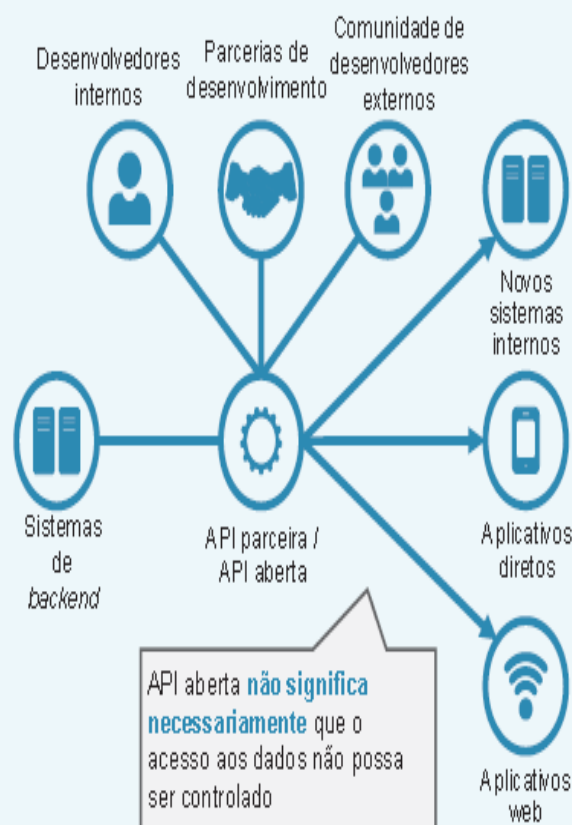 Desenvolvedores
internos
Parcerias de
desenvolvimento
Comunidade de
desenvolvedores
externos
Novos
sistemas
internos
Sistemas
de
backend
API parceira /
API aberta
Aplicativos
diretos
API aberta não significa
necessariamente que o
acesso aos dados não possa
ser controlado
Aplicativos
web